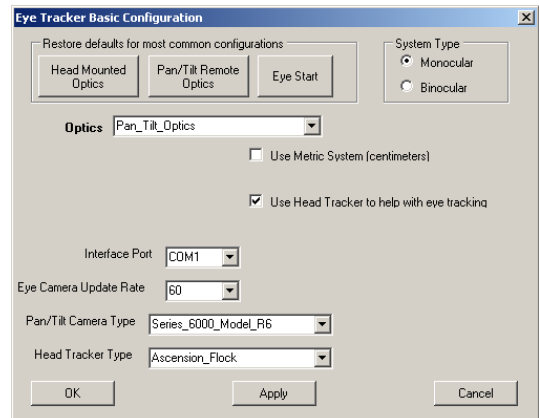 Eye Tracker Basic Configuration
Restore defaults for most common configurations
Head Mounted Optics
Pan/Tilt Remote Optics
Eye Start
System Type
Monocular
Binocular
Optics
Pan_Tilt_Optics
Use Metric System (centimeters)
Use Head Tracker to help with eye tracking
Interface Port
COM1
Eye Camera Update Rate
60
Pan/Tilt Camera Type
Series_6000_Model_R6
Head Tracker Type
Ascension_Flock
OK
Apply
Cancel